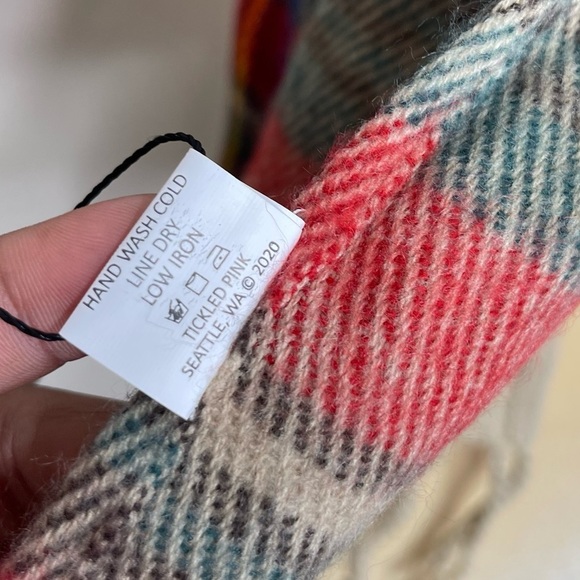 HAND WASH COLD
LINE DRY
LOW IRON
TICKLED PINK
SEATTLE, WA © 2020